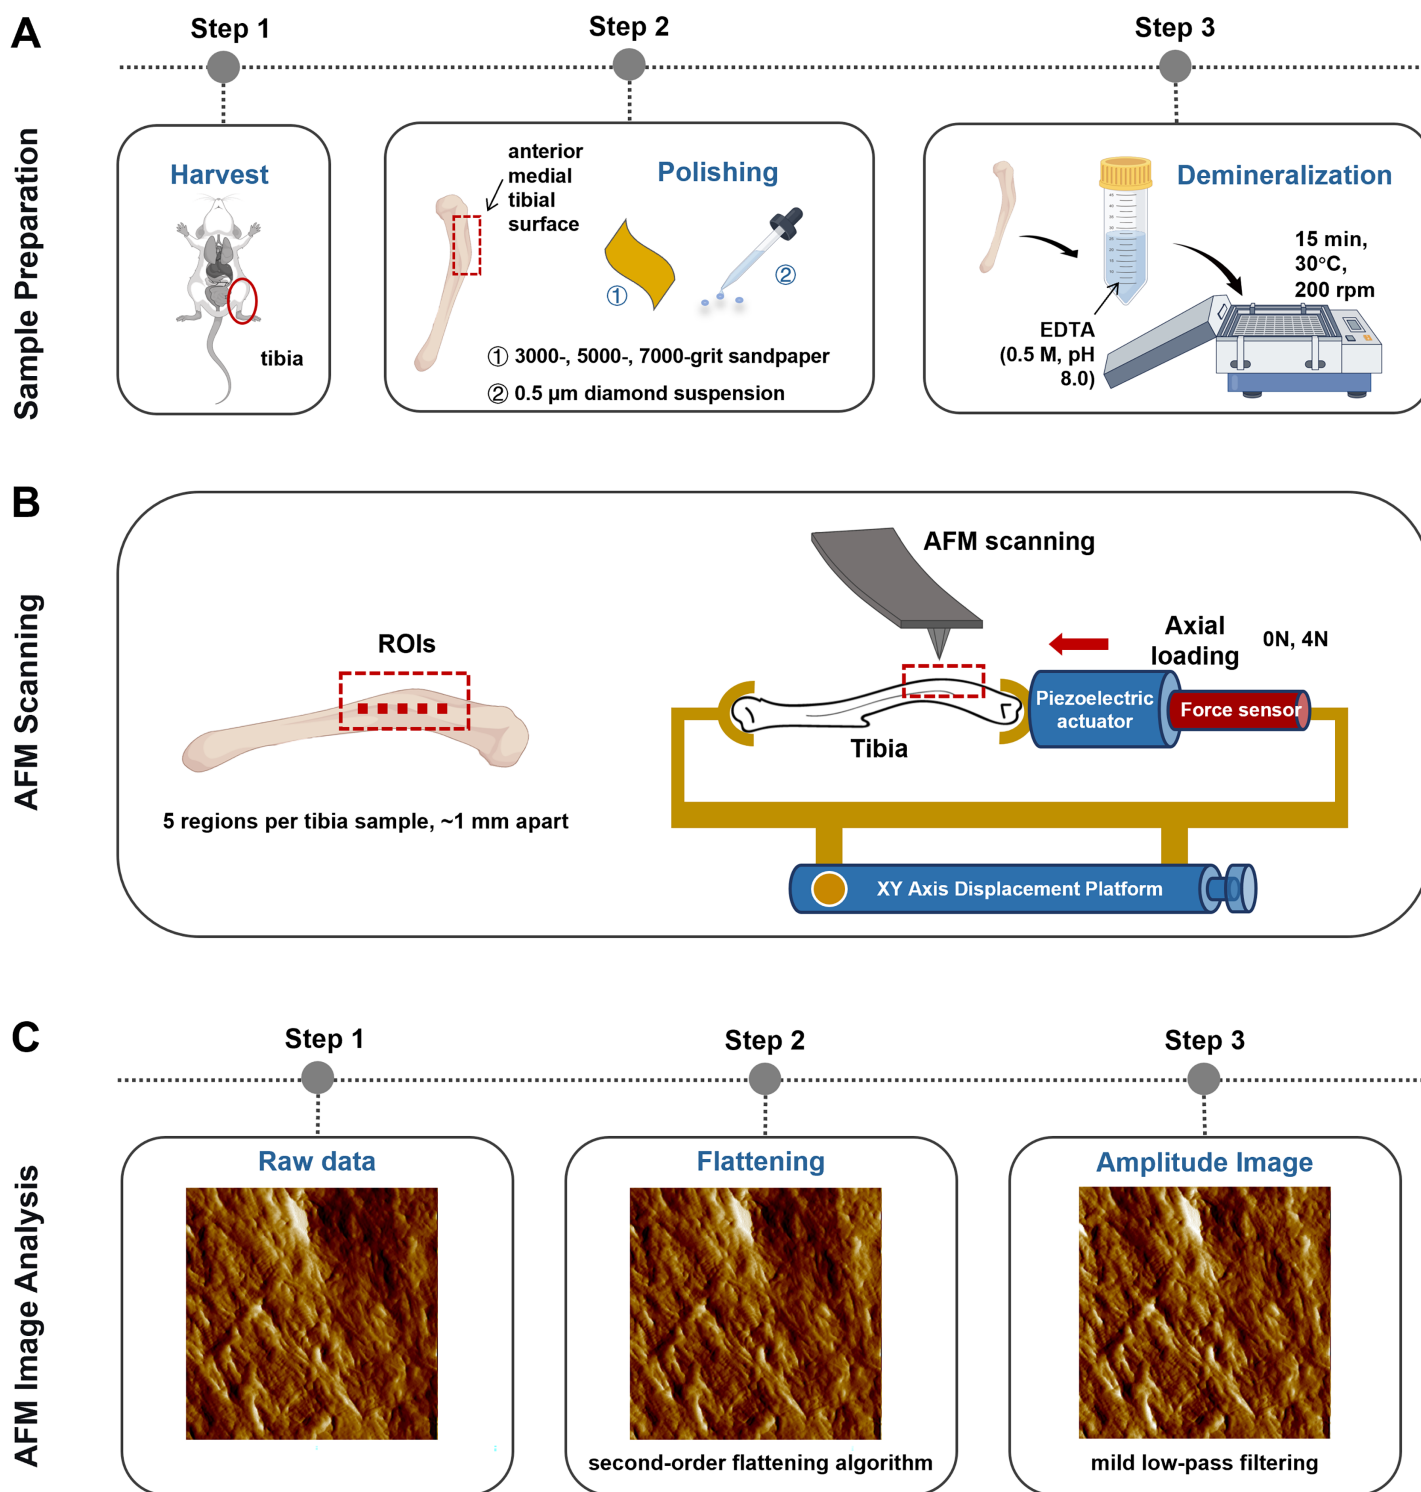 A
Step 1
Step 2
Step 3
Sample Preparation
Harvest
tibia
anterior
medial
tibial
surface
Polishing
①
②
① 3000-, 5000-, 7000-grit sandpaper
② 0.5 μm diamond suspension
Demineralization
15 min,
30°C,
200 rpm
EDTA
(0.5 M, pH
8.0)
B
AFM Scanning
ROIs
5 regions per tibia sample, ~1 mm apart
AFM scanning
Axial
loading
0N, 4N
Piezoelectric
actuator
Force sensor
Tibia
XY Axis Displacement Platform
C
Step 1
Step 2
Step 3
AFM Image Analysis
Raw data
Flattening
second-order flattening algorithm
Amplitude Image
mild low-pass filtering